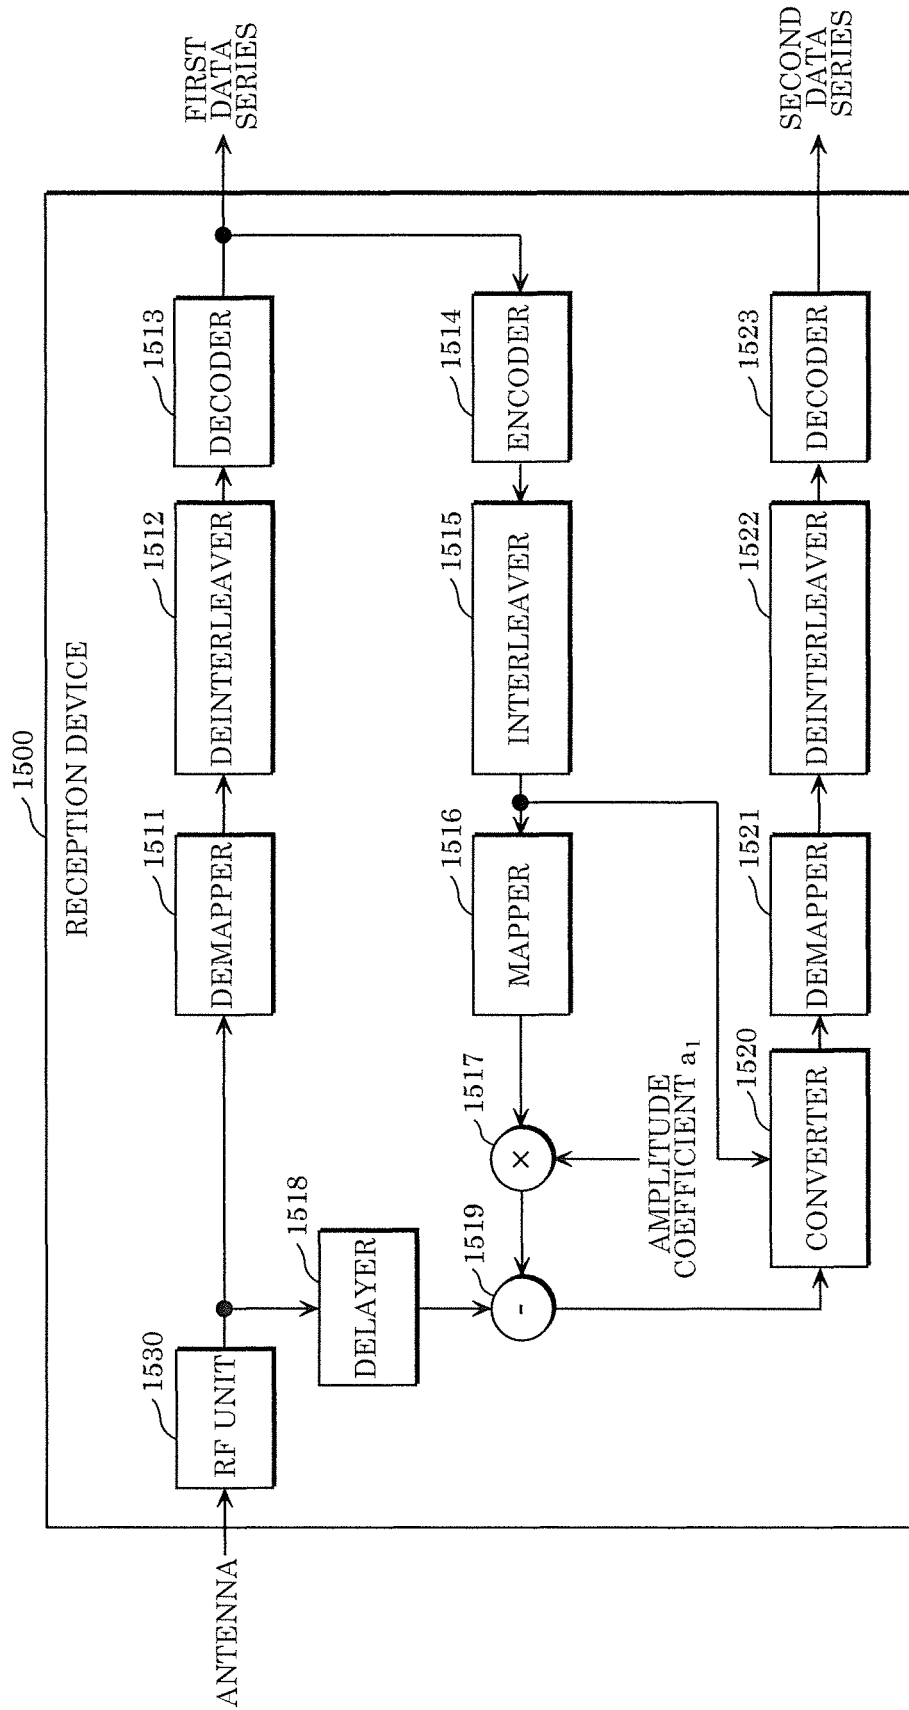 1500
RECEPTION DEVICE
ANTENNA
1530
RF UNIT
1511
DEMAPPER
1512
DEINTERLEAVER
1513
DECODER
FIRST
DATA
SERIES
1518
DELAYER
1519
-
1517
×
AMPLITUDE
COEFFICIENT a₁
1516
MAPPER
1515
INTERLEAVER
1514
ENCODER
1520
CONVERTER
1521
DEMAPPER
1522
DEINTERLEAVER
1523
DECODER
SECOND
DATA
SERIES